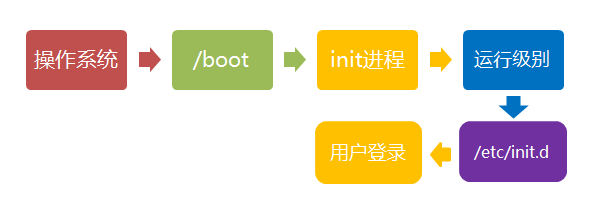 操作系统
/boot
init进程
运行级别
/etc/init.d
用户登录